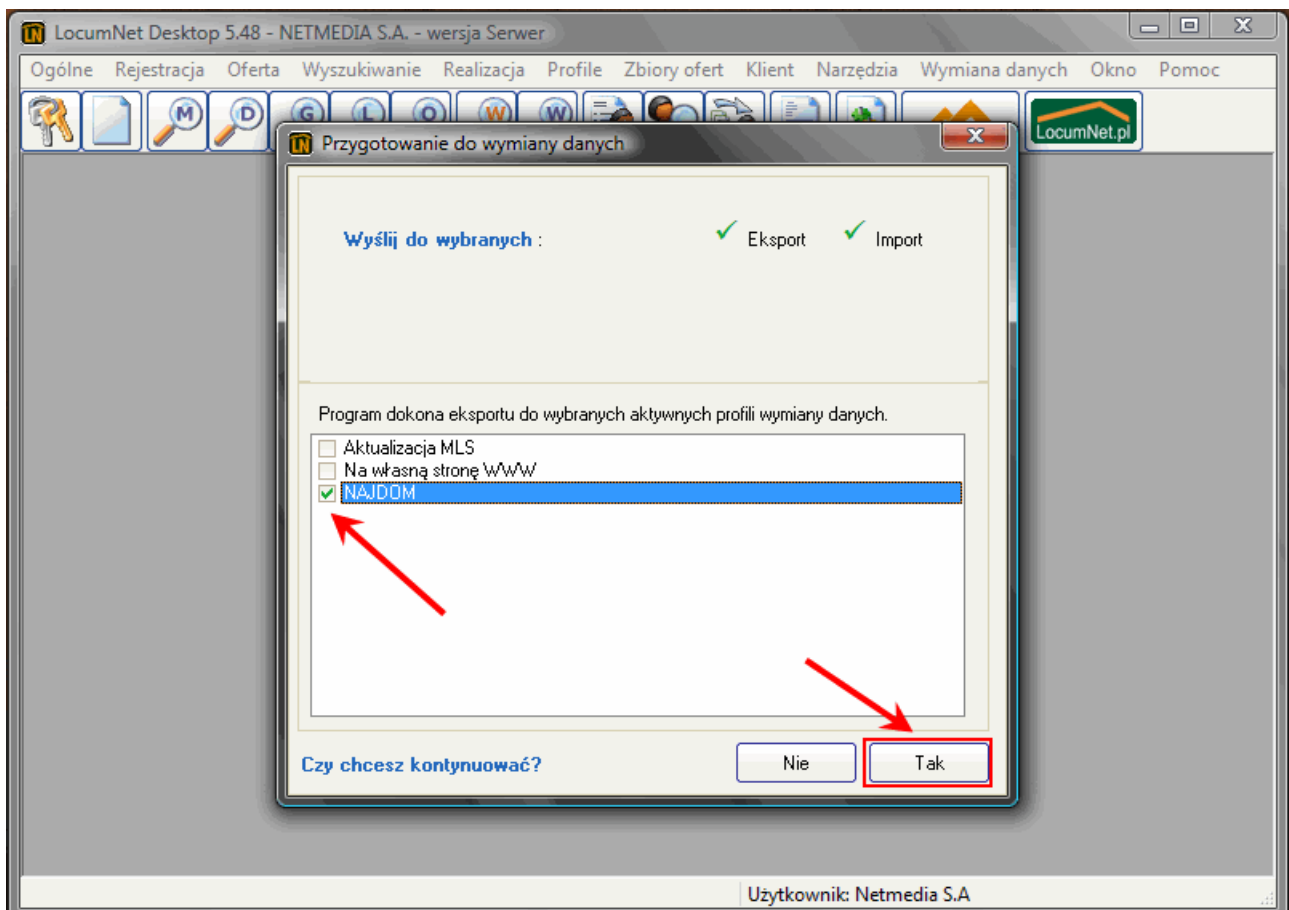 LN LocumNet Desktop 5.48 - NETMEDIA S.A. - wersja Serwer
Ogólne Rejestracja Oferta Wyszukiwanie Realizacja Profile Zbiory ofert Klient Narzędzia Wymiana danych Okno Pomoc
M D G L O W W LocumNet.pl
LN Przygotowanie do wymiany danych
Wyślij do wybranych : Eksport Import
Program dokona eksportu do wybranych aktywnych profili wymiany danych.
Aktualizacja MLS
Na własną stronę WWW
NAJDOM
Czy chcesz kontynuować? Nie Tak
Użytkownik: Netmedia S.A